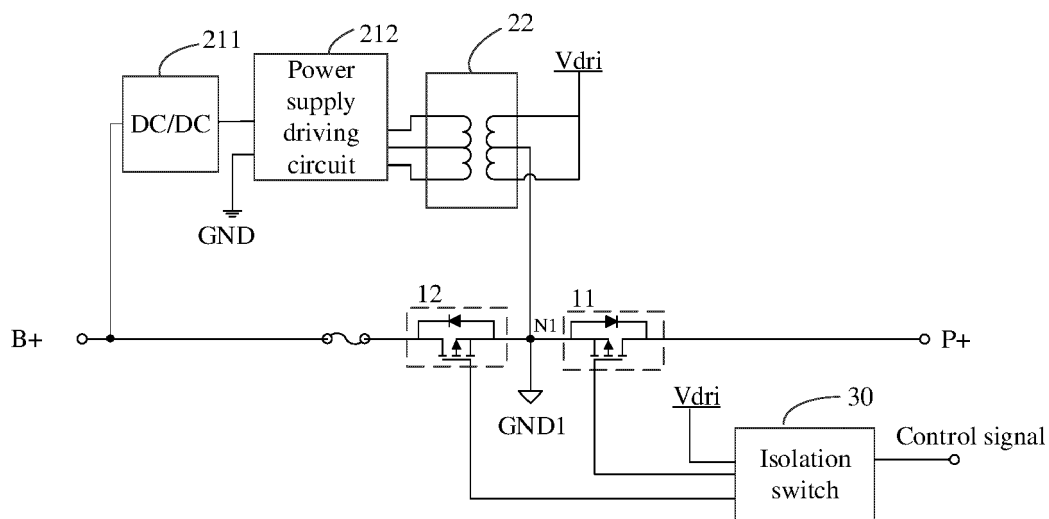 211
212
22
Vdri
DC/DC
Power
supply
driving
circuit
GND
12
11
B+
N1
P+
GND1
Vdri
30
Control signal
Isolation
switch